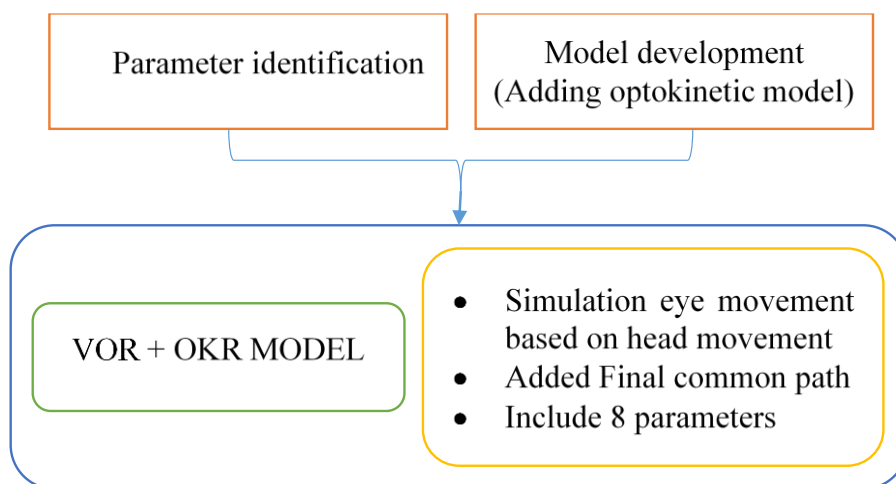 Parameter identification
Model development
(Adding optokinetic model)
VOR + OKR MODEL
• Simulation eye movement
based on head movement
• Added Final common path
• Include 8 parameters